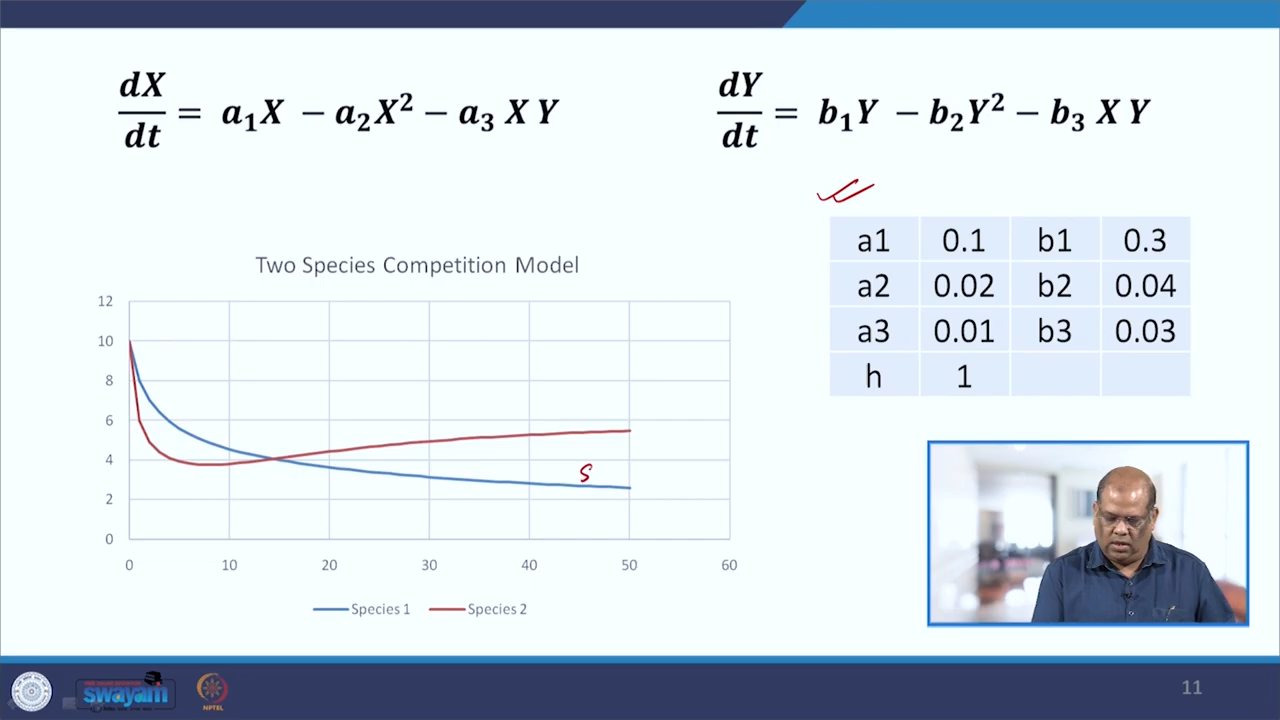 dX/dt = a₁X − a₂X² − a₃ X Y
dY/dt = b₁Y − b₂Y² − b₃ X Y
a1 0.1 b1 0.3
a2 0.02 b2 0.04
a3 0.01 b3 0.03
h 1
Two Species Competition Model
12
10
8
6
4
2
0
0 10 20 30 40 50 60
S
Species 1 Species 2
swayam
NPTEL
11